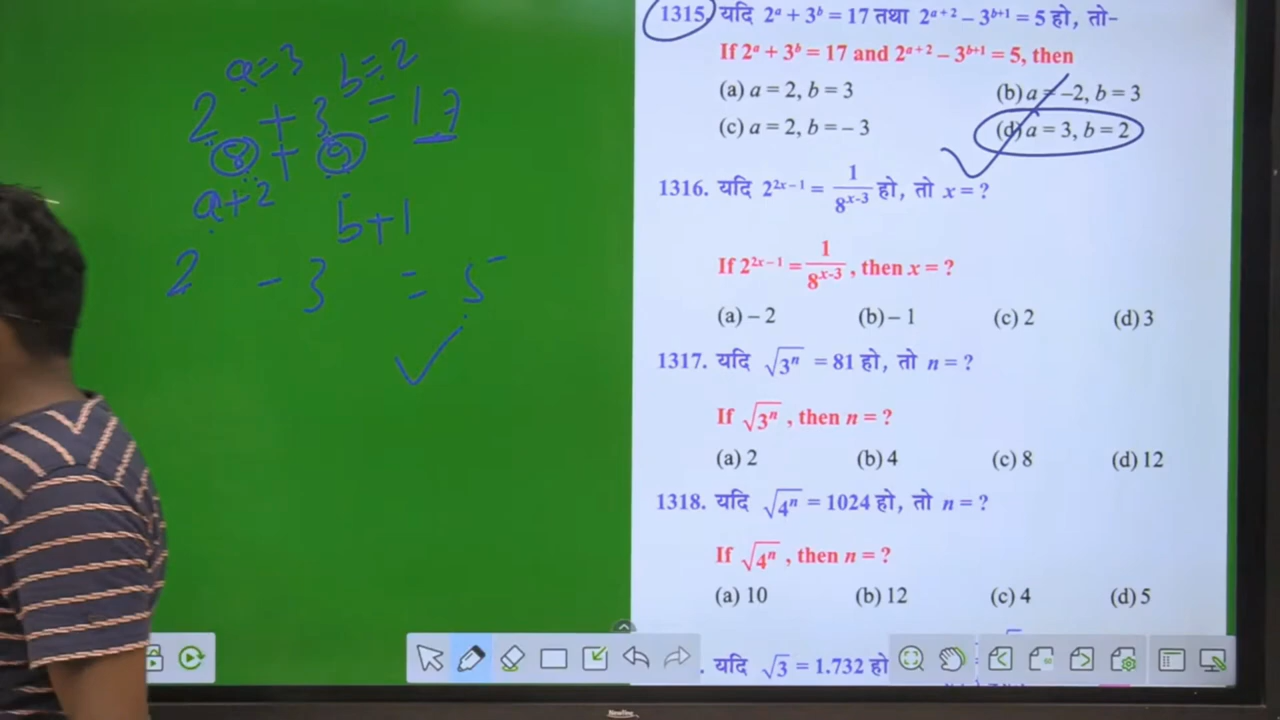 a=3 b=2
2 + 3 = 17
8 + 9
a+2 b+1
2 - 3 = 5
1315. यदि 2ᵃ + 3ᵇ = 17 तथा 2ᵃ⁺² – 3ᵇ⁺¹ = 5 हो, तो-
If 2ᵃ + 3ᵇ = 17 and 2ᵃ⁺² – 3ᵇ⁺¹ = 5, then
(a) a = 2, b = 3 (b) a = –2, b = 3
(c) a = 2, b = – 3 (d) a = 3, b = 2
1316. यदि 2²ˣ⁻¹ = 1/8ˣ⁻³ हो, तो x = ?
If 2²ˣ⁻¹ = 1/8ˣ⁻³ , then x = ?
(a) – 2 (b) – 1 (c) 2 (d) 3
1317. यदि √3ⁿ = 81 हो, तो n = ?
If √3ⁿ , then n = ?
(a) 2 (b) 4 (c) 8 (d) 12
1318. यदि √4ⁿ = 1024 हो, तो n = ?
If √4ⁿ , then n = ?
(a) 10 (b) 12 (c) 4 (d) 5
. यदि √3 = 1.732 हो
NewTec